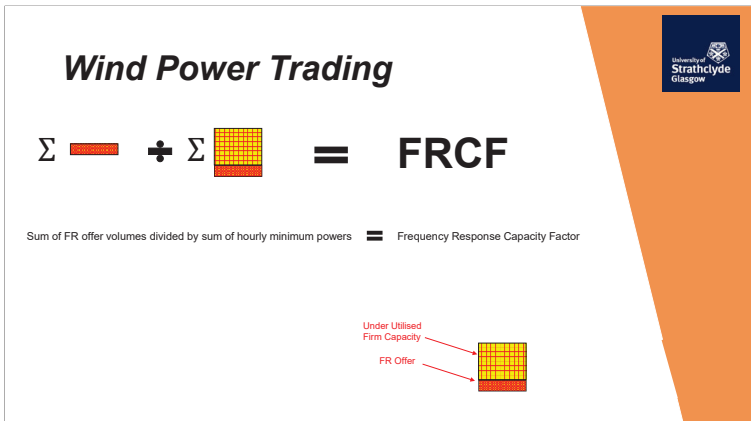 Wind Power Trading
University of
Strathclyde
Glasgow
Σ ÷ Σ = FRCF
Sum of FR offer volumes divided by sum of hourly minimum powers = Frequency Response Capacity Factor
Under Utilised
Firm Capacity
FR Offer